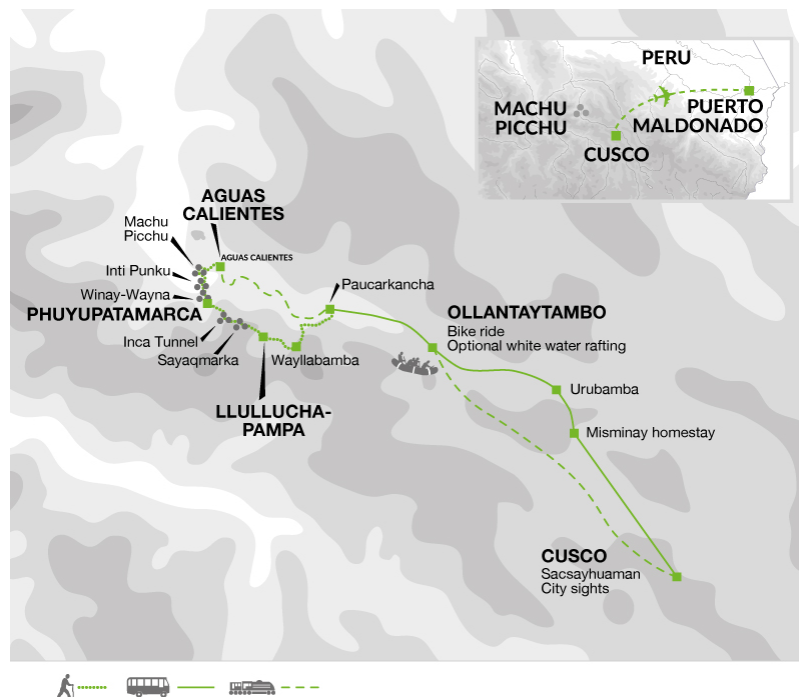 PERU
MACHU
PICCHU
PUERTO
MALDONADO
CUSCO
AGUAS
CALIENTES
Machu
Picchu
AGUAS CALIENTES
Inti Punku
Paucarkancha
Winay-Wayna
PHUYUPATAMARCA
OLLANTAYTAMBO
Bike ride
Optional white water rafting
Inca Tunnel
Sayaqmarka
Wayllabamba
Urubamba
LLULLUCHA-
PAMPA
Misminay homestay
CUSCO
Sacsayhuaman
City sights